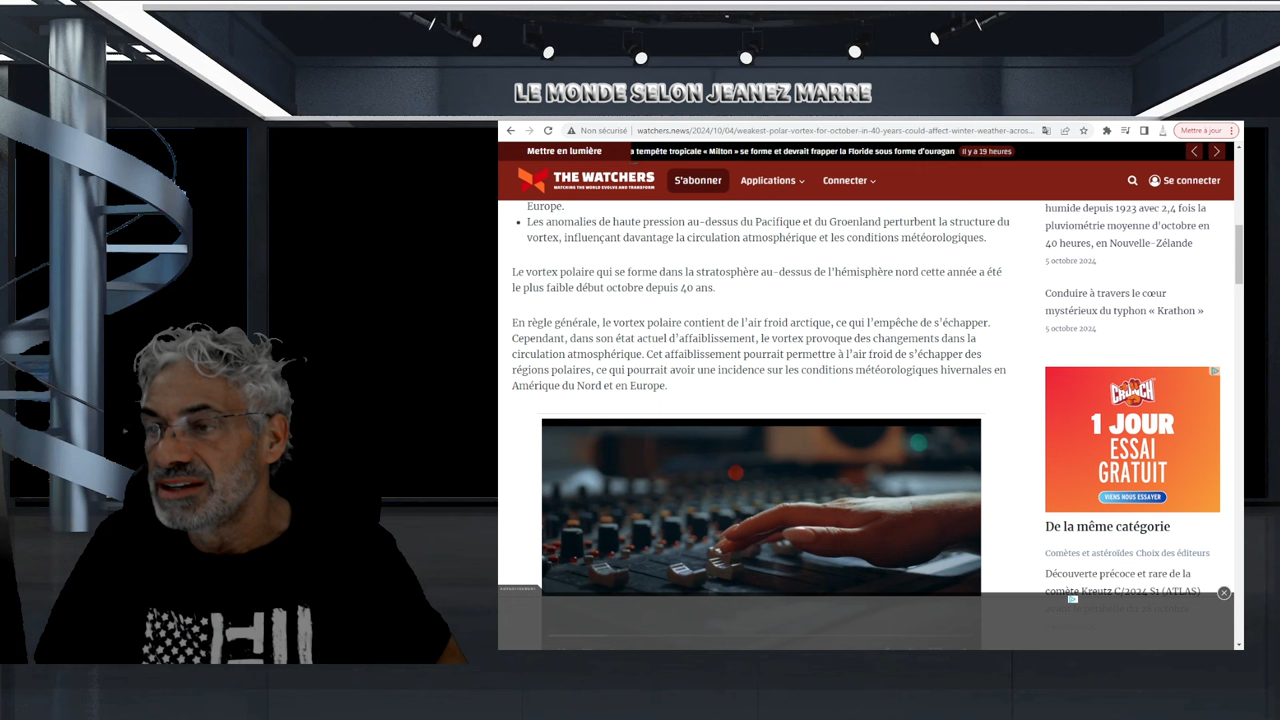 LE MONDE SELON JEANEZ MARRE
Non sécurisé
watchers.news/2024/10/04/weakest-polar-vortex-for-october-in-40-years-could-affect-winter-weather-acros...
Mettre à jour
Mettre en lumière
a tempête tropicale « Milton » se forme et devrait frapper la Floride sous forme d'ouragan
Il y a 19 heures
THE WATCHERS
WATCHING THE WORLD EVOLVE AND TRANSFORM
S'abonner
Applications
Connecter
Se connecter
Europe.
Les anomalies de haute pression au-dessus du Pacifique et du Groenland perturbent la structure du
vortex, influençant davantage la circulation atmosphérique et les conditions météorologiques.
Le vortex polaire qui se forme dans la stratosphère au-dessus de l'hémisphère nord cette année a été
le plus faible début octobre depuis 40 ans.
En règle générale, le vortex polaire contient de l'air froid arctique, ce qui l'empêche de s'échapper.
Cependant, dans son état actuel d'affaiblissement, le vortex provoque des changements dans la
circulation atmosphérique. Cet affaiblissement pourrait permettre à l'air froid de s'échapper des
régions polaires, ce qui pourrait avoir une incidence sur les conditions météorologiques hivernales en
Amérique du Nord et en Europe.
humide depuis 1923 avec 2,4 fois la
pluviométrie moyenne d'octobre en
40 heures, en Nouvelle-Zélande
5 octobre 2024
Conduire à travers le cœur
mystérieux du typhon « Krathon »
5 octobre 2024
CRUNCH
1 JOUR
ESSAI
GRATUIT
VIENS NOUS ESSAYER
De la même catégorie
Comètes et astéroïdes Choix des éditeurs
Découverte précoce et rare de la
comète Kreutz C/2024 S1 (ATLAS)
avant le périhélie du 28 octobre